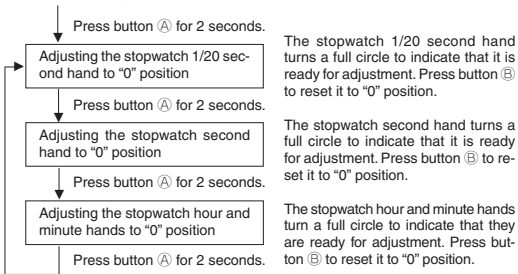 Press button Ⓐ for 2 seconds.
Adjusting the stopwatch 1/20 sec-
ond hand to “0” position
The stopwatch 1/20 second hand
turns a full circle to indicate that it is
ready for adjustment. Press button Ⓑ
to reset it to “0” position.
Press button Ⓐ for 2 seconds.
Adjusting the stopwatch second
hand to “0” position
The stopwatch second hand turns a
full circle to indicate that it is ready
for adjustment. Press button Ⓑ to re-
set it to “0” position.
Press button Ⓐ for 2 seconds.
Adjusting the stopwatch hour and
minute hands to “0” position
The stopwatch hour and minute hands
turn a full circle to indicate that they
are ready for adjustment. Press but-
ton Ⓑ to reset it to “0” position.
Press button Ⓐ for 2 seconds.